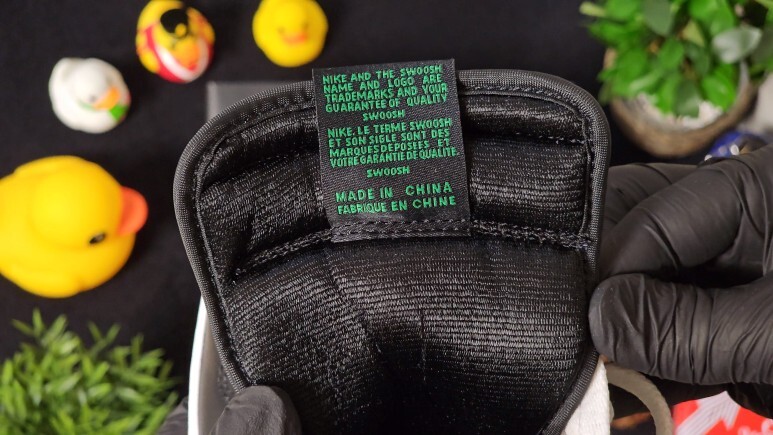 NIKE AND THE SWOOSH
NAME AND LOGO ARE
TRADEMARKS AND YOUR
GUARANTEE OF QUALITY
SWOOSH
NIKE, LE TERME SWOOSH
ET SON SIGLE SONT DES
MARQUES DEPOSEES ET
VOTRE GARANTIE DE QUALITE.
SWOOSH
MADE IN CHINA
FABRIQUE EN CHINE